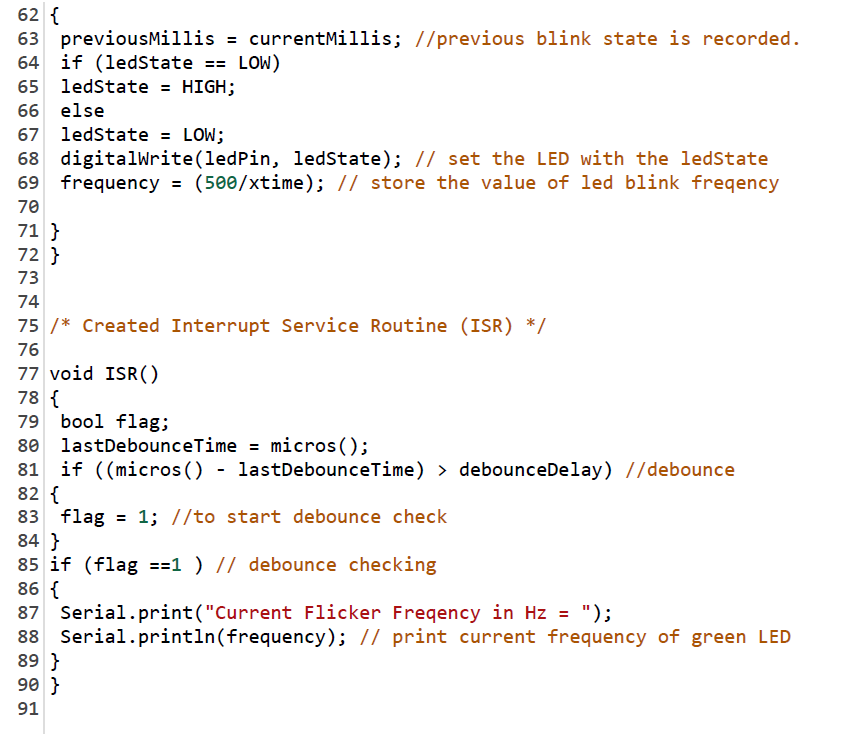 62 {
63 previousMillis = currentMillis; //previous blink state is recorded.
64 if (ledState == LOW)
65 ledState = HIGH;
66 else
67 ledState = LOW;
68 digitalWrite(ledPin, ledState); // set the LED with the ledState
69 frequency = (500/xtime); // store the value of led blink freqency
70
71 }
72 }
73
74
75 /* Created Interrupt Service Routine (ISR) */
76
77 void ISR()
78 {
79 bool flag;
80 lastDebounceTime = micros();
81 if ((micros() - lastDebounceTime) > debounceDelay) //debounce
82 {
83 flag = 1; //to start debounce check
84 }
85 if (flag ==1 ) // debounce checking
86 {
87 Serial.print("Current Flicker Freqency in Hz = ");
88 Serial.println(frequency); // print current frequency of green LED
89 }
90 }
91